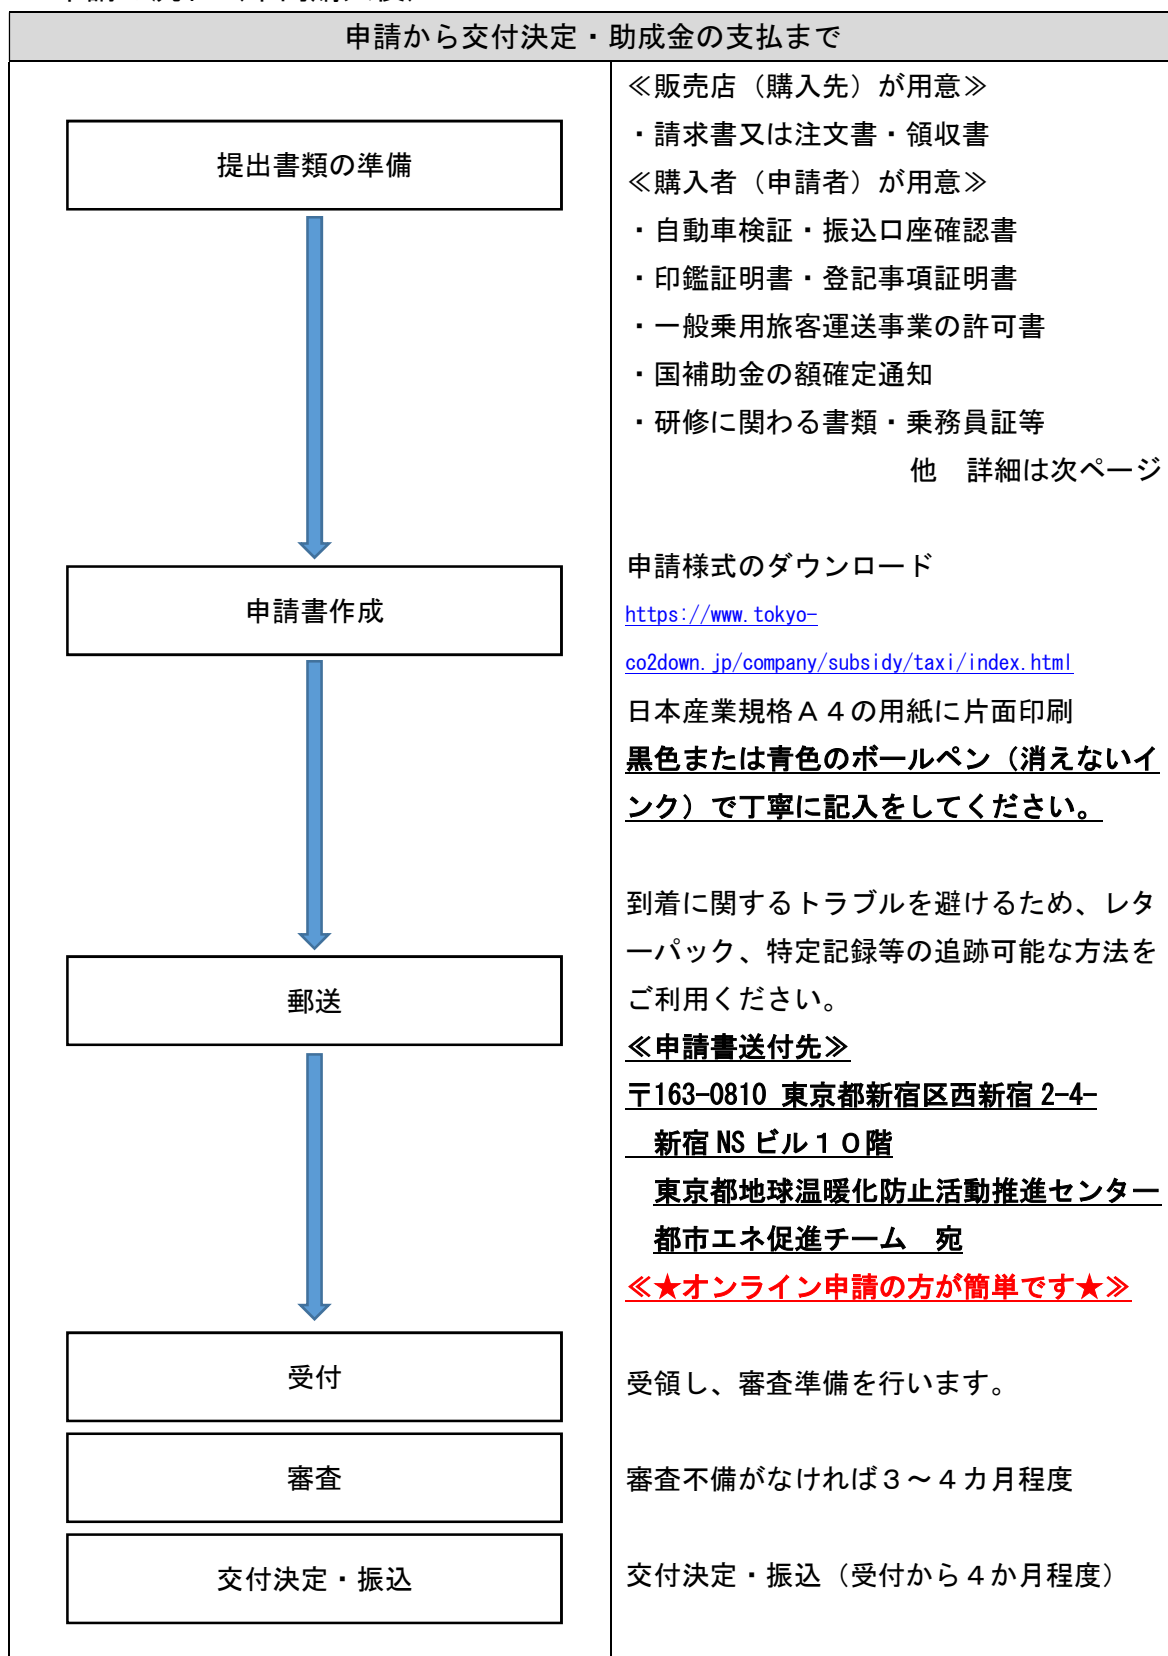 申請から交付決定・助成金の支払まで
提出書類の準備
≪販売店（購入先）が用意≫
・請求書又は注文書・領収書
≪購入者（申請者）が用意≫
・自動車検証・振込口座確認書
・印鑑証明書・登記事項証明書
・一般乗用旅客運送事業の許可書
・国補助金の額確定通知
・研修に関わる書類・乗務員証等
他　詳細は次ページ
申請書作成
申請様式のダウンロード
https://www.tokyo-
co2down.jp/company/subsidy/taxi/index.html
日本産業規格Ａ４の用紙に片面印刷
黒色または青色のボールペン（消えないイ
ンク）で丁寧に記入をしてください。
郵送
到着に関するトラブルを避けるため、レタ
ーパック、特定記録等の追跡可能な方法を
ご利用ください。
≪申請書送付先≫
〒163-0810 東京都新宿区西新宿 2-4-
新宿 NS ビル１０階
東京都地球温暖化防止活動推進センター
都市エネ促進チーム　宛
≪★オンライン申請の方が簡単です★≫
受付
受領し、審査準備を行います。
審査
審査不備がなければ３～４カ月程度
交付決定・振込
交付決定・振込（受付から４か月程度）